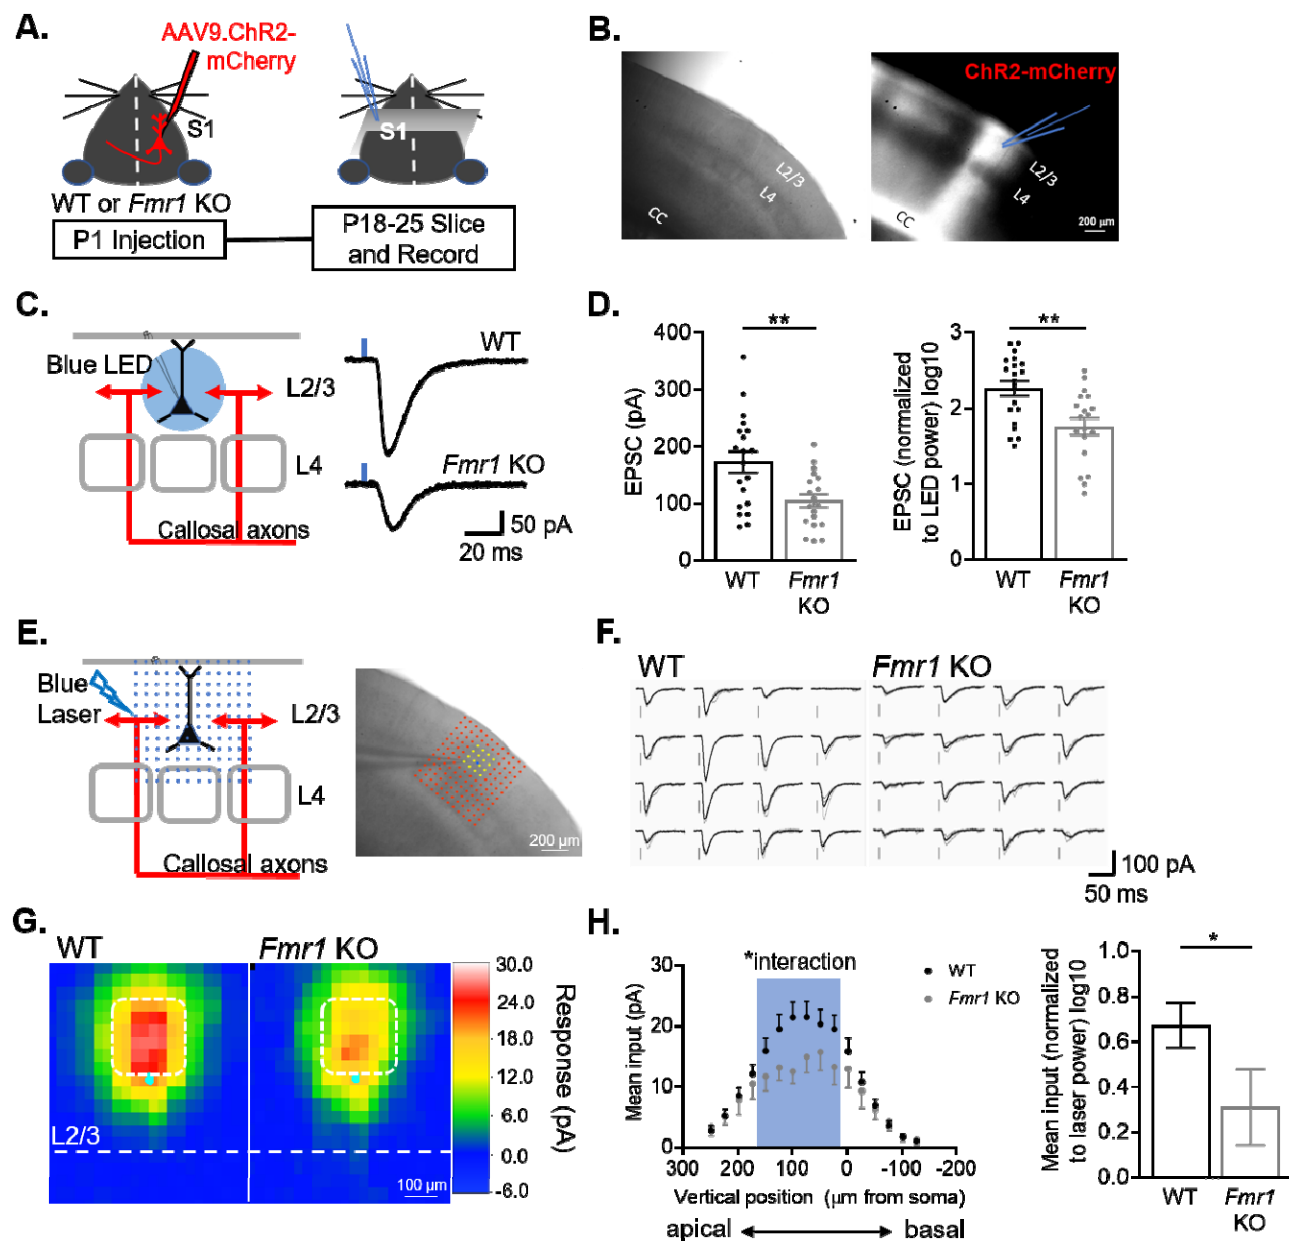 A.
AAV9.ChR2-
mCherry
S1
S1
WT or Fmr1 KO
P1 Injection
P18-25 Slice
and Record
B.
ChR2-mCherry
L2/3
L4
CC
L2/3
L4
CC
200 µm
C.
Blue LED
L2/3
L4
Callosal axons
WT
Fmr1 KO
50 pA
20 ms
D.
**
400
300
200
100
0
EPSC (pA)
WT
Fmr1
KO
**
3
2
1
0
EPSC (normalized
to LED power) log10
WT
Fmr1
KO
E.
Blue
Laser
L2/3
L4
Callosal axons
200 µm
F.
WT
Fmr1 KO
100 pA
50 ms
G.
WT
Fmr1 KO
L2/3
100 µm
30.0
24.0
18.0
12.0
6.0
0.0
-6.0
Response (pA)
H.
*interaction
WT
Fmr1 KO
30
20
10
0
Mean input (pA)
300 200 100 0 -100 -200
Vertical position (µm from soma)
apical
basal
*
1.0
0.8
0.6
0.4
0.2
0.0
Mean input (normalized
to laser power) log10
WT
Fmr1
KO